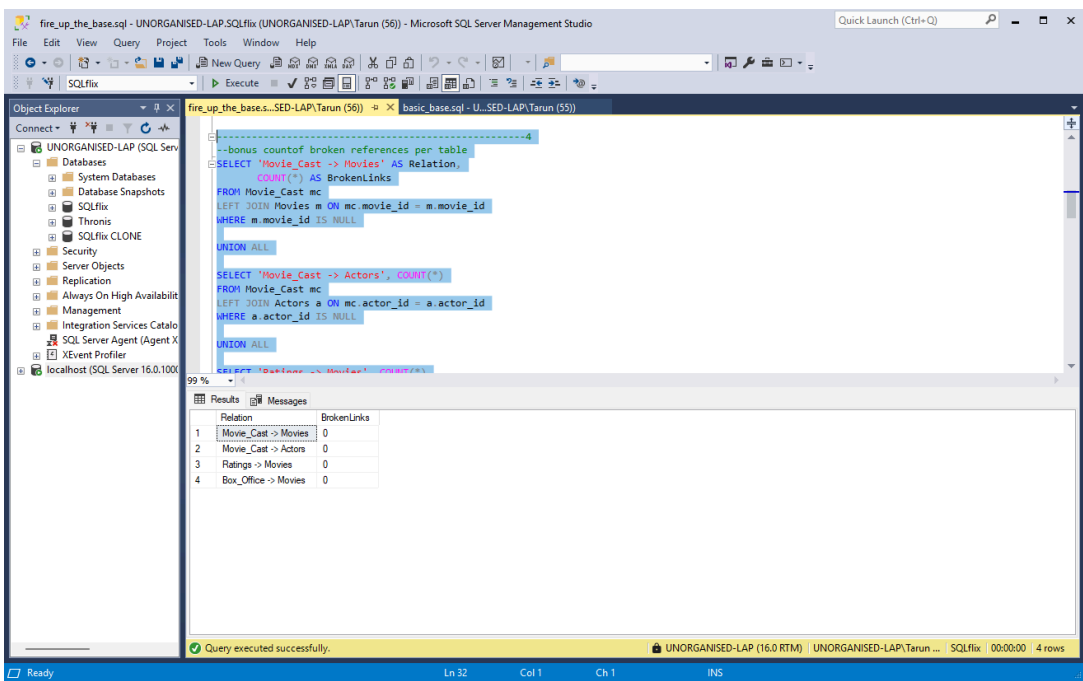 fire_up_the_base.sql - UNORGANISED-LAP.SQLflix (UNORGANISED-LAP\Tarun (56)) - Microsoft SQL Server Management Studio
Quick Launch (Ctrl+Q)
File Edit View Query Project Tools Window Help
New Query
SQLflix
Execute
Object Explorer
Connect
UNORGANISED-LAP (SQL Serv
Databases
System Databases
Database Snapshots
SQLflix
Thronis
SQLflix CLONE
Security
Server Objects
Replication
Always On High Availabilit
Management
Integration Services Catalo
SQL Server Agent (Agent X
XEvent Profiler
localhost (SQL Server 16.0.100
fire_up_the_base.s...SED-LAP\Tarun (56))
basic_base.sql - U...SED-LAP\Tarun (55))
----------------------------------------------------4
--bonus countof broken references per table
SELECT 'Movie_Cast -> Movies' AS Relation,
COUNT(*) AS BrokenLinks
FROM Movie_Cast mc
LEFT JOIN Movies m ON mc.movie_id = m.movie_id
WHERE m.movie_id IS NULL
UNION ALL
SELECT 'Movie_Cast -> Actors', COUNT(*)
FROM Movie_Cast mc
LEFT JOIN Actors a ON mc.actor_id = a.actor_id
WHERE a.actor_id IS NULL
UNION ALL
SELECT 'Ratings -> Movies', COUNT(*)
99 %
Results Messages
Relation BrokenLinks
1 Movie_Cast -> Movies 0
2 Movie_Cast -> Actors 0
3 Ratings -> Movies 0
4 Box_Office -> Movies 0
Query executed successfully.
UNORGANISED-LAP (16.0 RTM) UNORGANISED-LAP\Tarun ... SQLflix 00:00:00 4 rows
Ready Ln 32 Col 1 Ch 1 INS